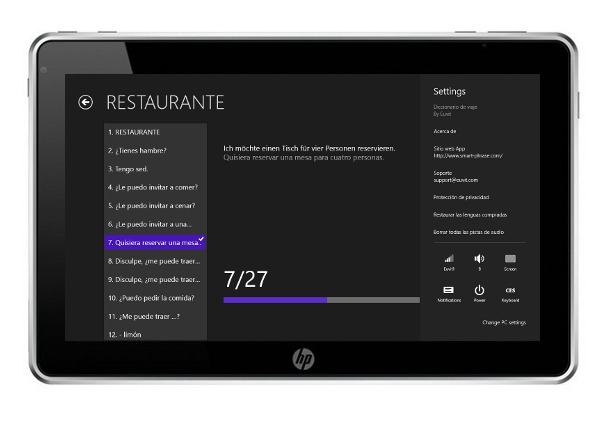 RESTAURANTE
1. RESTAURANTE
2. ¿Tienes hambre?
3. Tengo sed.
4. ¿Le puedo invitar a comer?
5. ¿Le puedo invitar a cenar?
6. ¿Le puedo invitar a una...
7. Quisiera reservar una mesa.
8. Disculpe, ¿me puede traer...
9. Disculpe, ¿me puede traer...
10. ¿Puedo pedir la comida?
11. ¿Me puede traer ...?
12. - limón
Ich möchte einen Tisch für vier Personen reservieren.
Quisiera reservar una mesa para cuatro personas.
7/27
Settings
Diccionario de viaje
By Euvit
Acerca de
Sitio web App
http://www.smart-phrase.com/
Soporte
support@euvit.com
Protección de privacidad
Restaurar las lenguas compradas
Borrar todas las pistas de audio
Screen
Notifications
Power
Keyboard
Change PC settings
hp